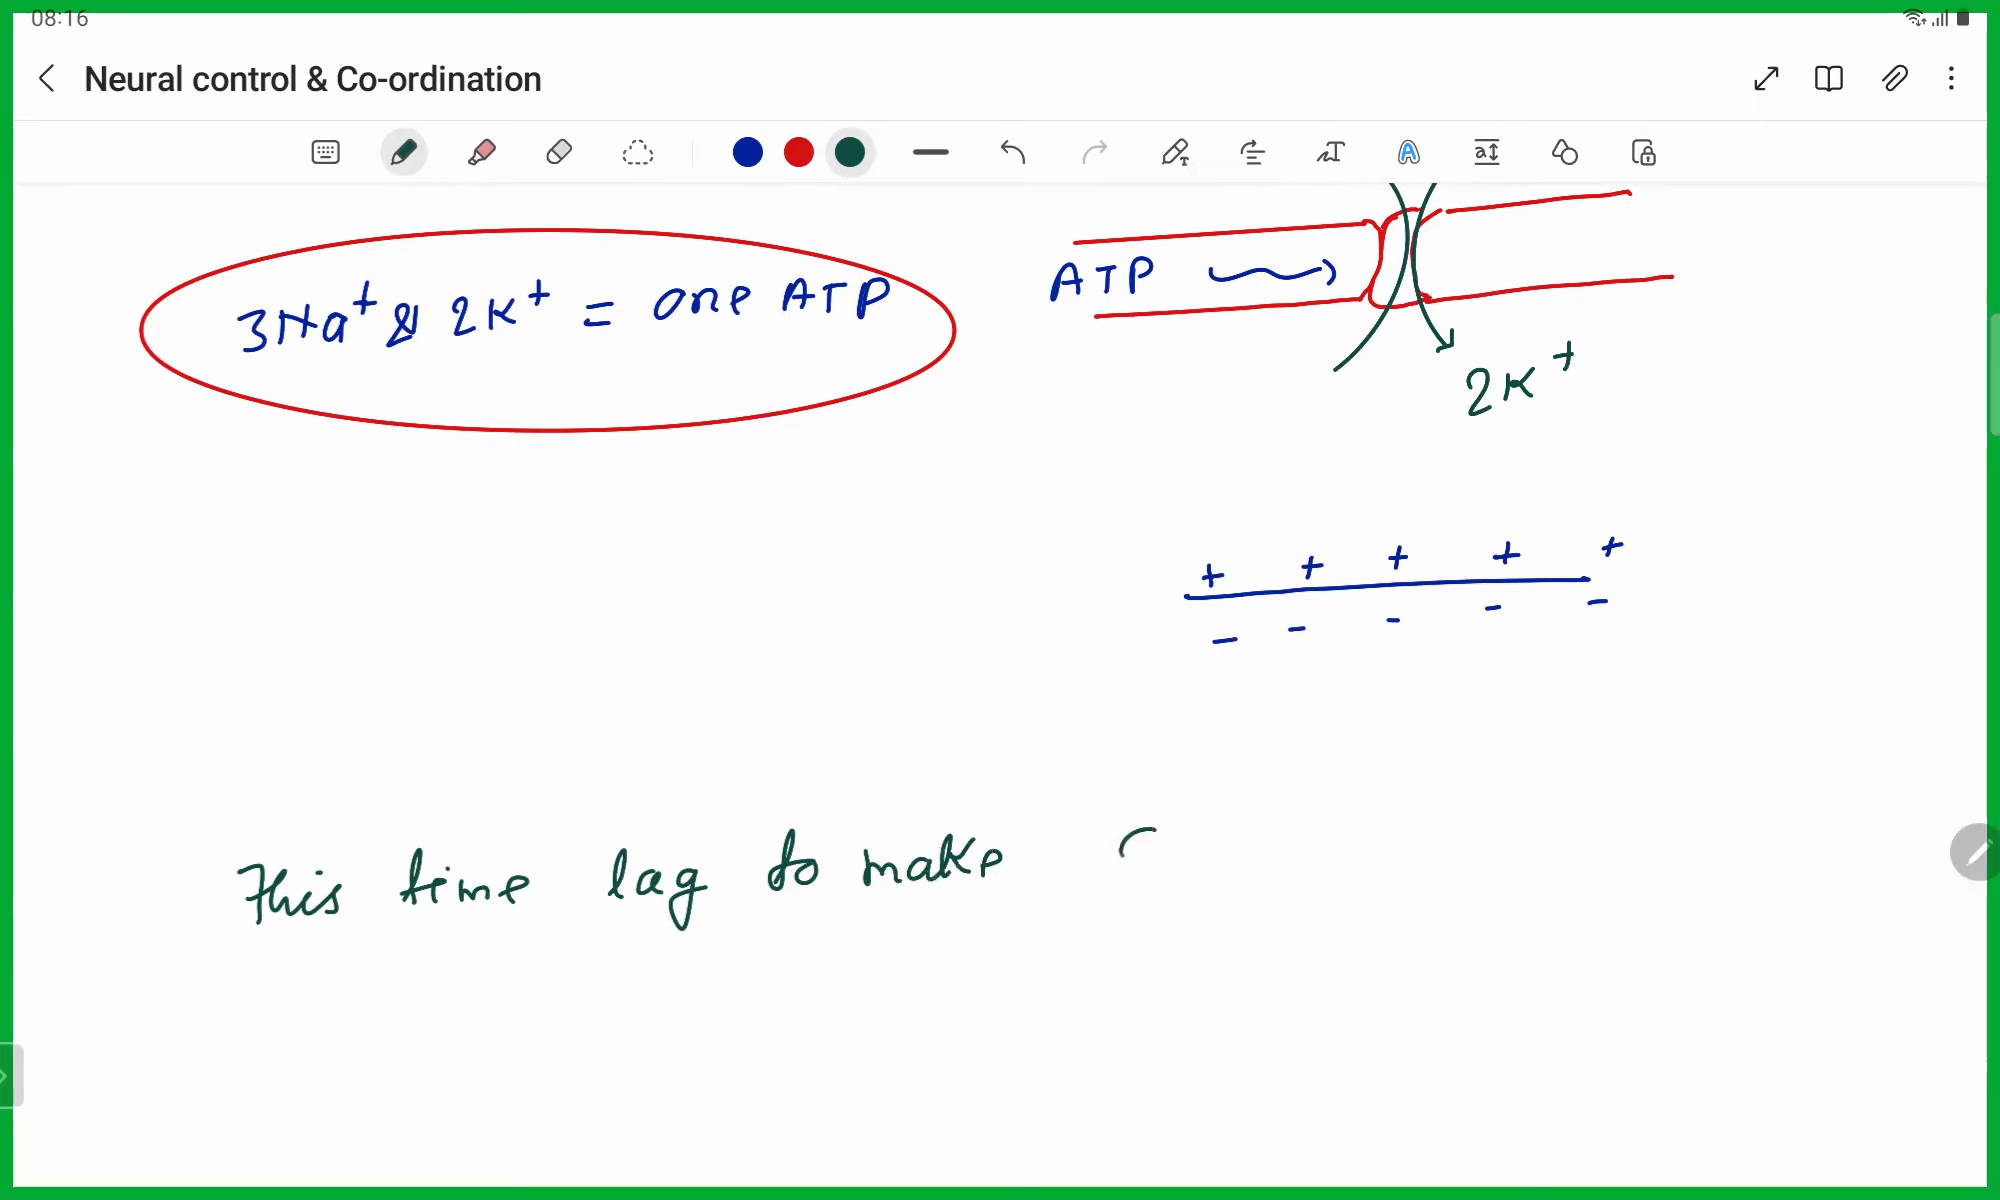 08:16
Neural control & Co-ordination
3Na⁺ & 2K⁺ = one ATP
ATP
2K⁺
+ + + + +
- - - - -
This time lag to make